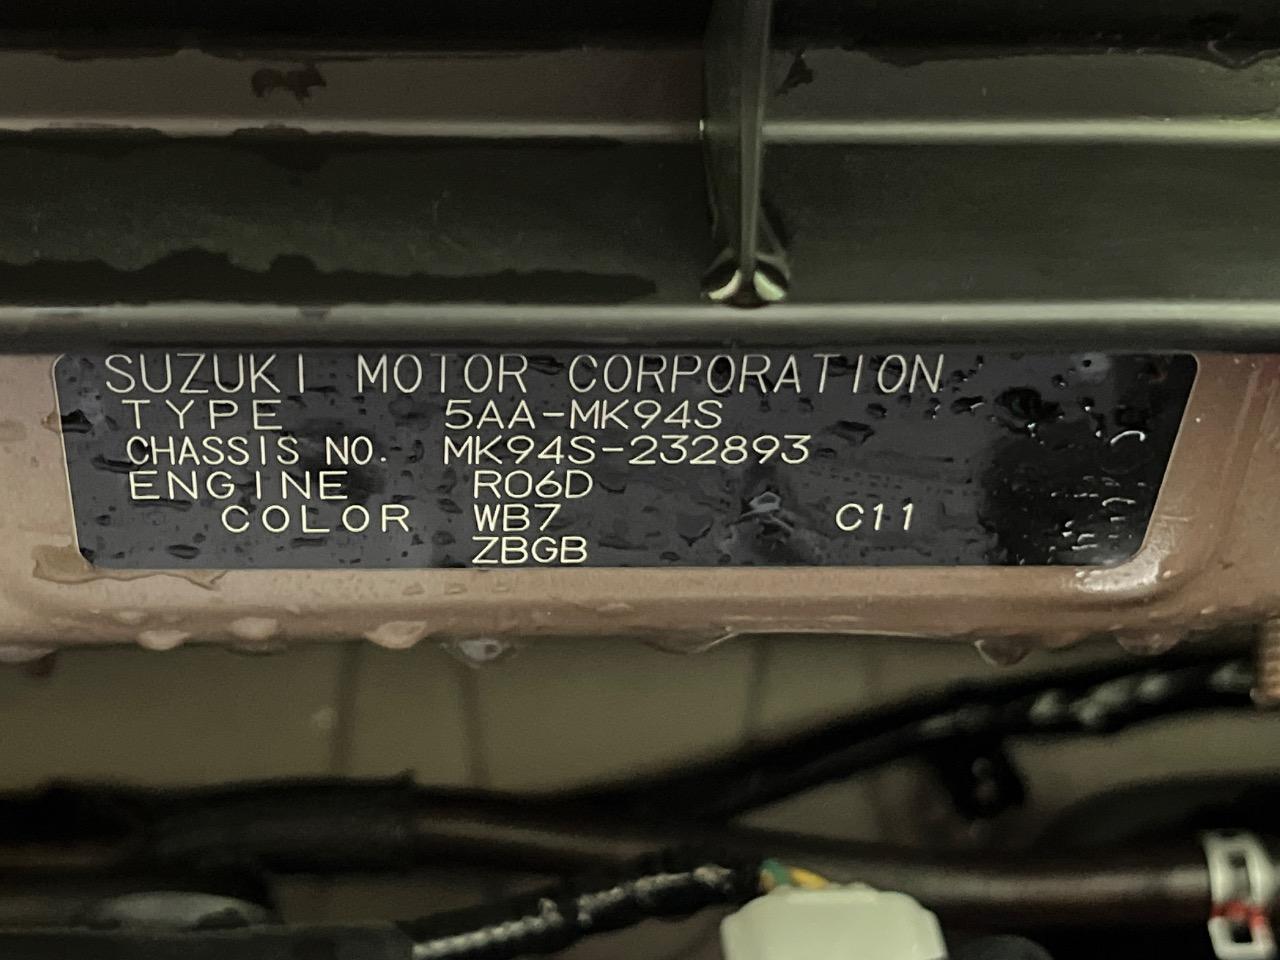 SUZUKI MOTOR CORPORATION
TYPE 5AA-MK94S
CHASSIS NO. MK94S-232893
ENGINE R06D
COLOR WB7 C11
ZBGB